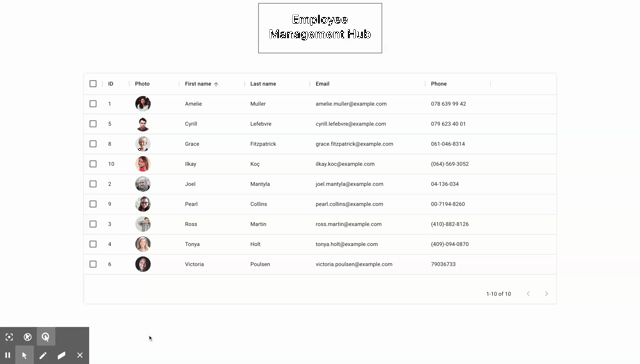 Employee
Management Hub
ID Photo First name Last name Email Phone
1 Amelie Muller amelie.muller@example.com 078 639 99 42
5 Cyrill Lefebvre cyrill.lefebvre@example.com 079 623 40 01
8 Grace Fitzpatrick grace.fitzpatrick@example.com 061-046-8314
10 Ilkay Koç ilkay.koc@example.com (064)-569-3052
2 Joel Mantyla joel.mantyla@example.com 04-136-034
9 Pearl Collins pearl.collins@example.com 00-7194-8260
3 Ross Martin ross.martin@example.com (410)-882-8126
4 Tonya Holt tonya.holt@example.com (409)-094-0870
6 Victoria Poulsen victoria.poulsen@example.com 79036733
1-10 of 10